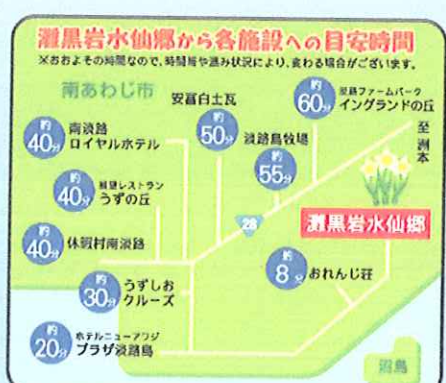 灘黒岩水仙郷から各施設への目安時間
※おおよその時間なので、時間帯や混み状況により、変わる場合がございます。
南あわじ市
安冨白土瓦
淡路ファームパーク
イングランドの丘
約60分
至 洲本
南淡路
ロイヤルホテル
約40分
約50分
淡路島牧場
約55分
展望レストラン
うずの丘
約40分
28
灘黒岩水仙郷
休暇村南淡路
約40分
約8分
おれんじ荘
うずしお
クルーズ
約30分
ホテルニューアワジ
プラザ淡路島
約20分
沼島